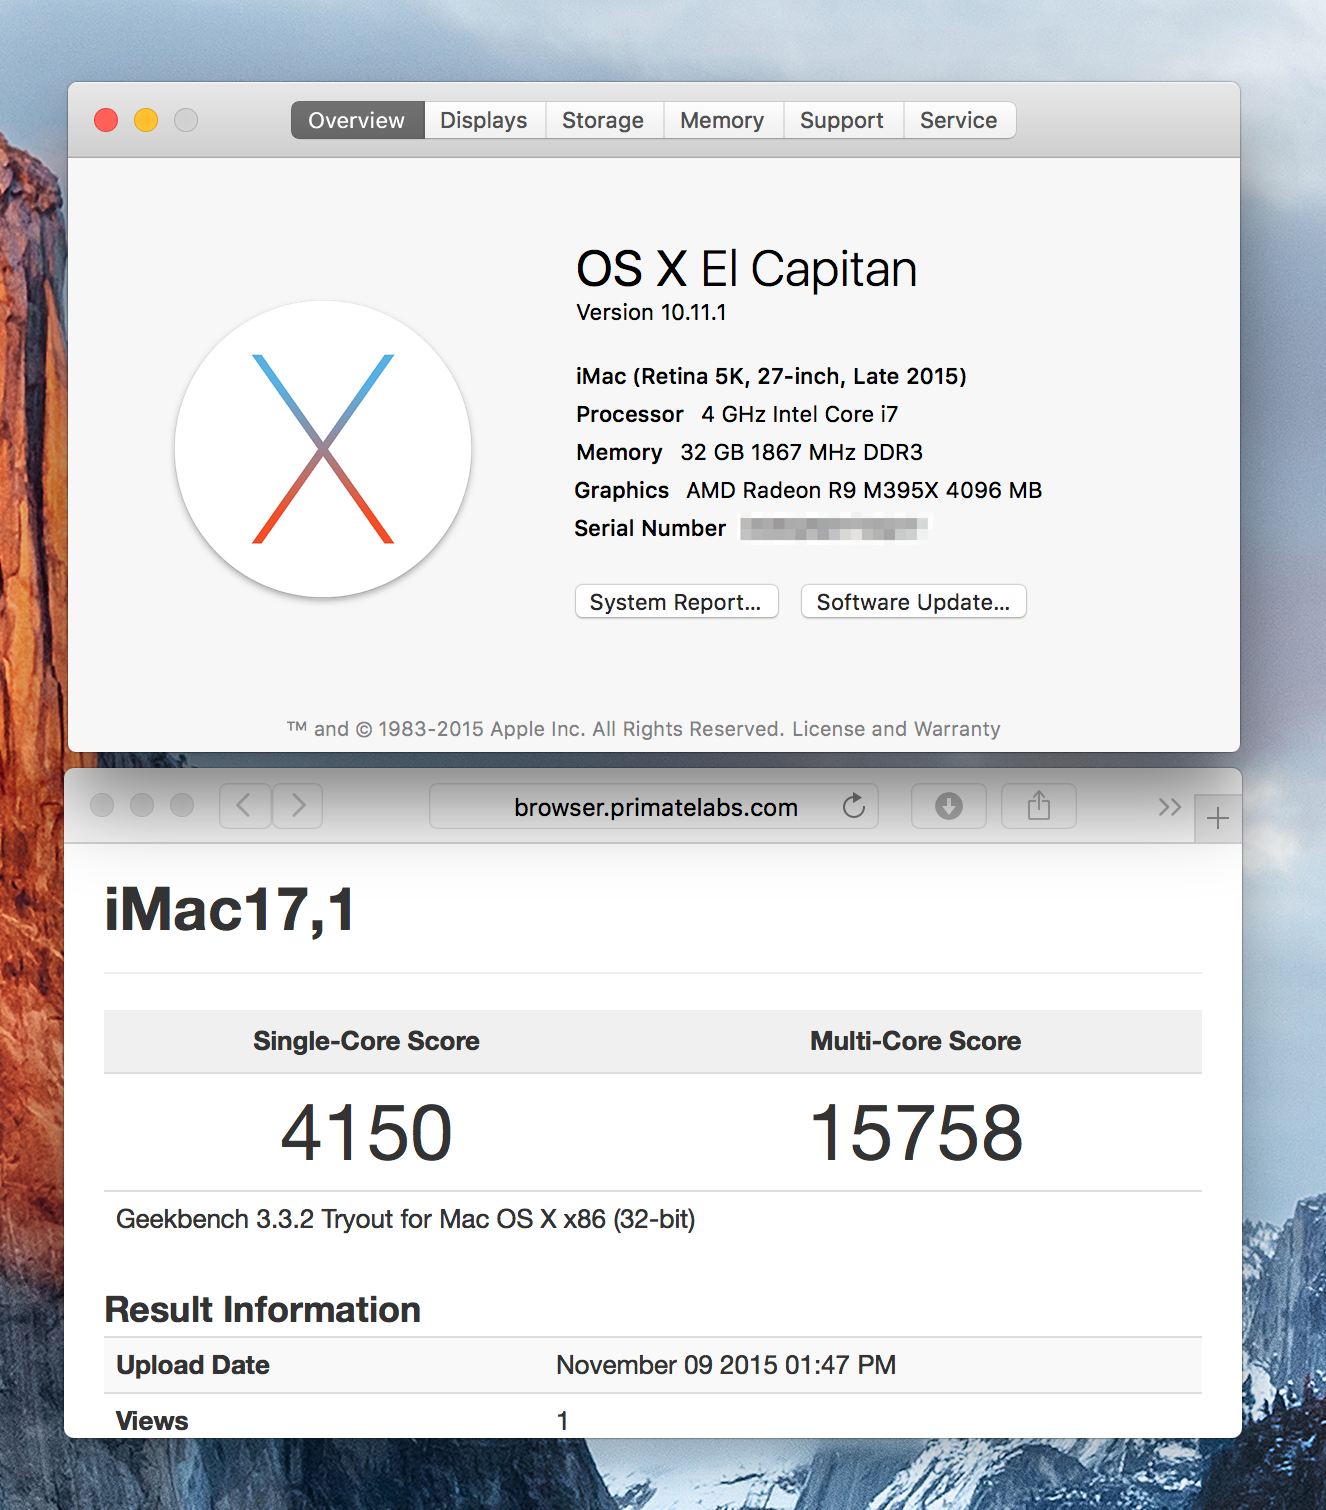 Overview Displays Storage Memory Support Service
OS X El Capitan
Version 10.11.1
iMac (Retina 5K, 27-inch, Late 2015)
Processor 4 GHz Intel Core i7
Memory 32 GB 1867 MHz DDR3
Graphics AMD Radeon R9 M395X 4096 MB
Serial Number
System Report... Software Update...
™ and © 1983-2015 Apple Inc. All Rights Reserved. License and Warranty
browser.primatelabs.com
iMac17,1
Single-Core Score Multi-Core Score
4150 15758
Geekbench 3.3.2 Tryout for Mac OS X x86 (32-bit)
Result Information
Upload Date November 09 2015 01:47 PM
Views 1